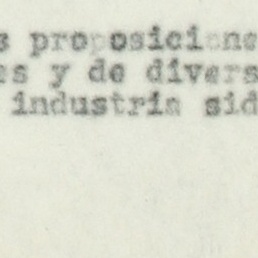 s proposicione
es y de divers
industria sid